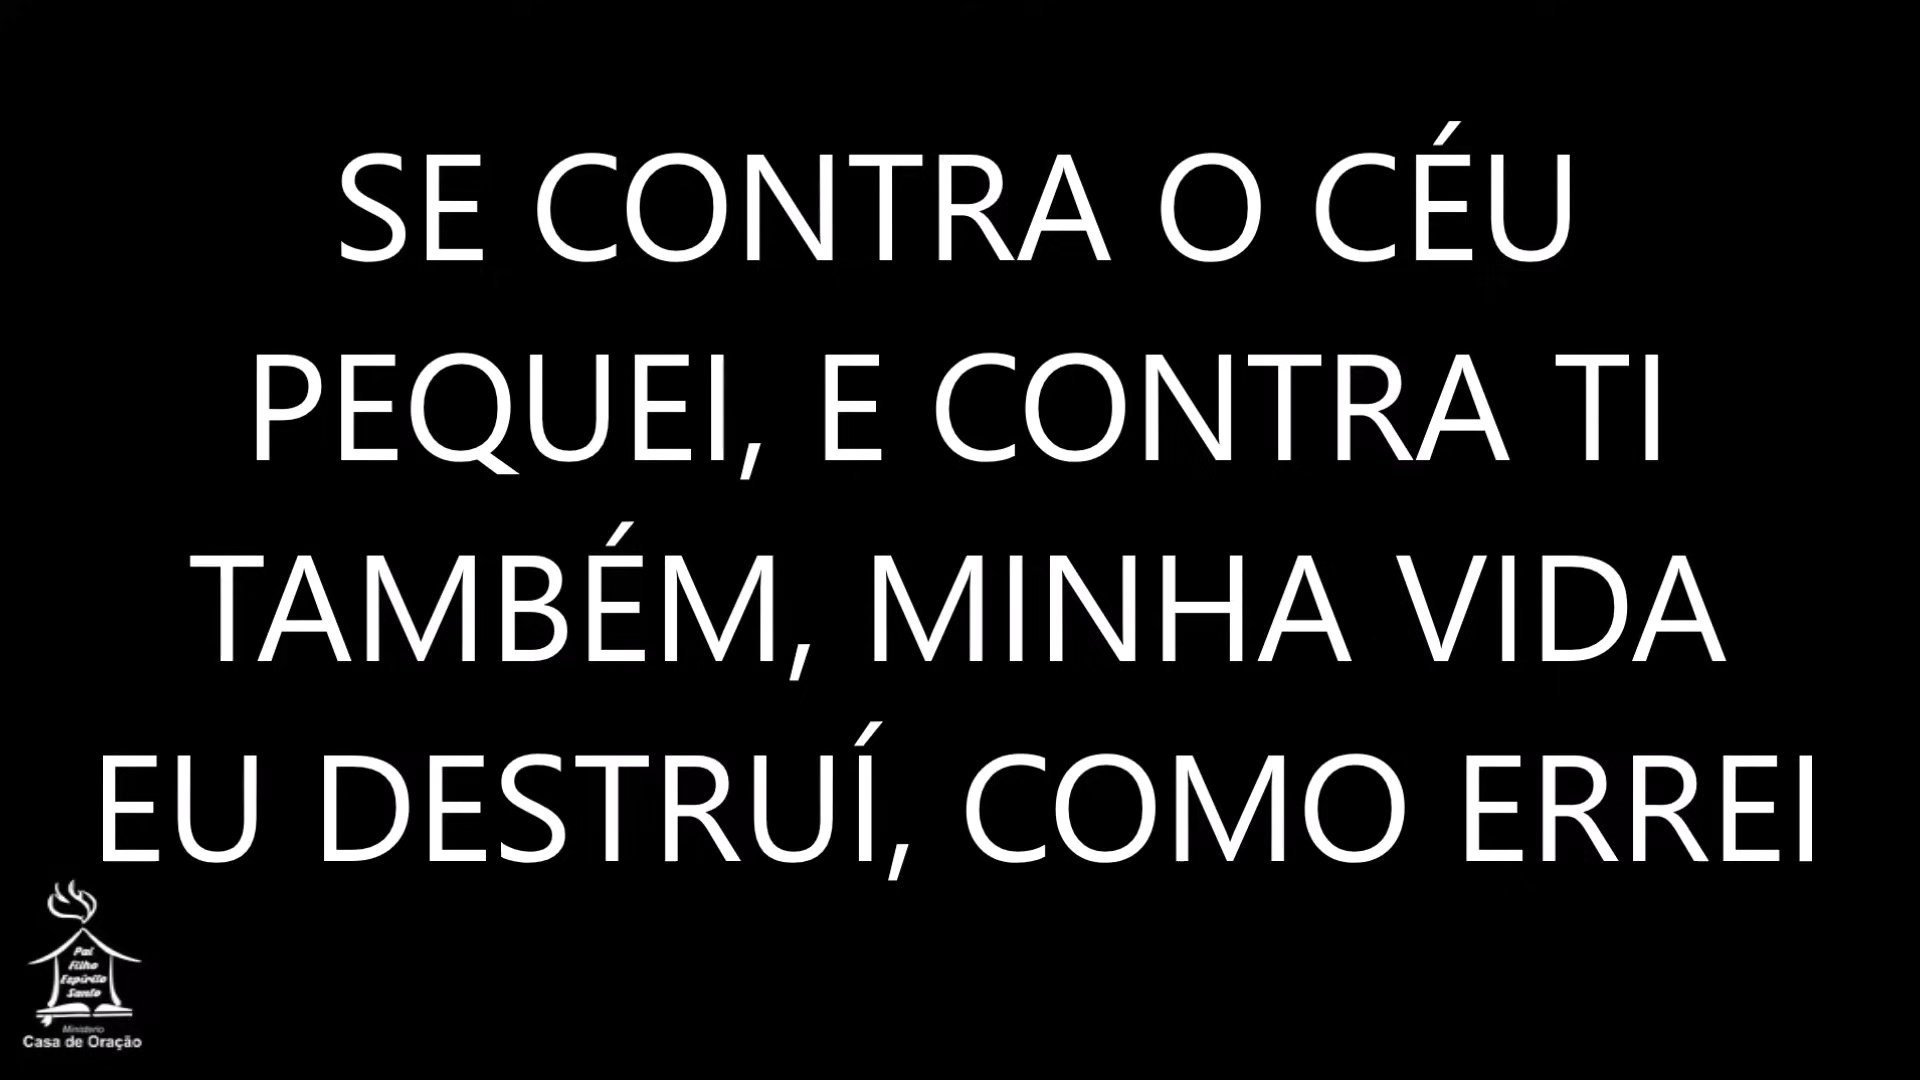 SE CONTRA O CÉU
PEQUEI, E CONTRA TI
TAMBÉM, MINHA VIDA
EU DESTRUÍ, COMO ERREI
Pai
Filho
Espírito
Santo
Ministerio
Casa de Oração